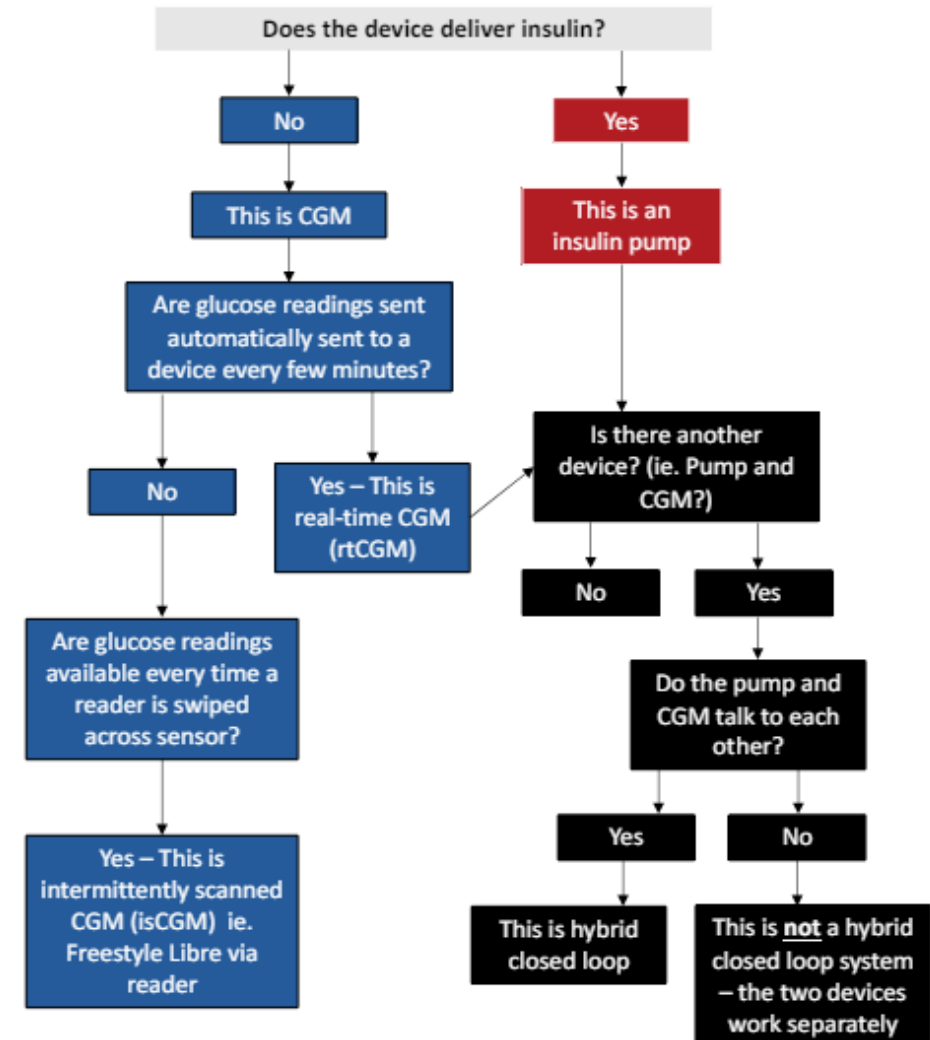 Does the device deliver insulin?
No
Yes
This is CGM
This is an
insulin pump
Are glucose readings sent
automatically sent to a
device every few minutes?
Is there another
device? (ie. Pump and
CGM?)
No
Yes – This is
real-time CGM
(rtCGM)
No
Yes
Are glucose readings
available every time a
reader is swiped
across sensor?
Do the pump and
CGM talk to each
other?
Yes
No
Yes – This is
intermittently scanned
CGM (isCGM) ie.
Freestyle Libre via
reader
This is hybrid
closed loop
This is not a hybrid
closed loop system
– the two devices
work separately